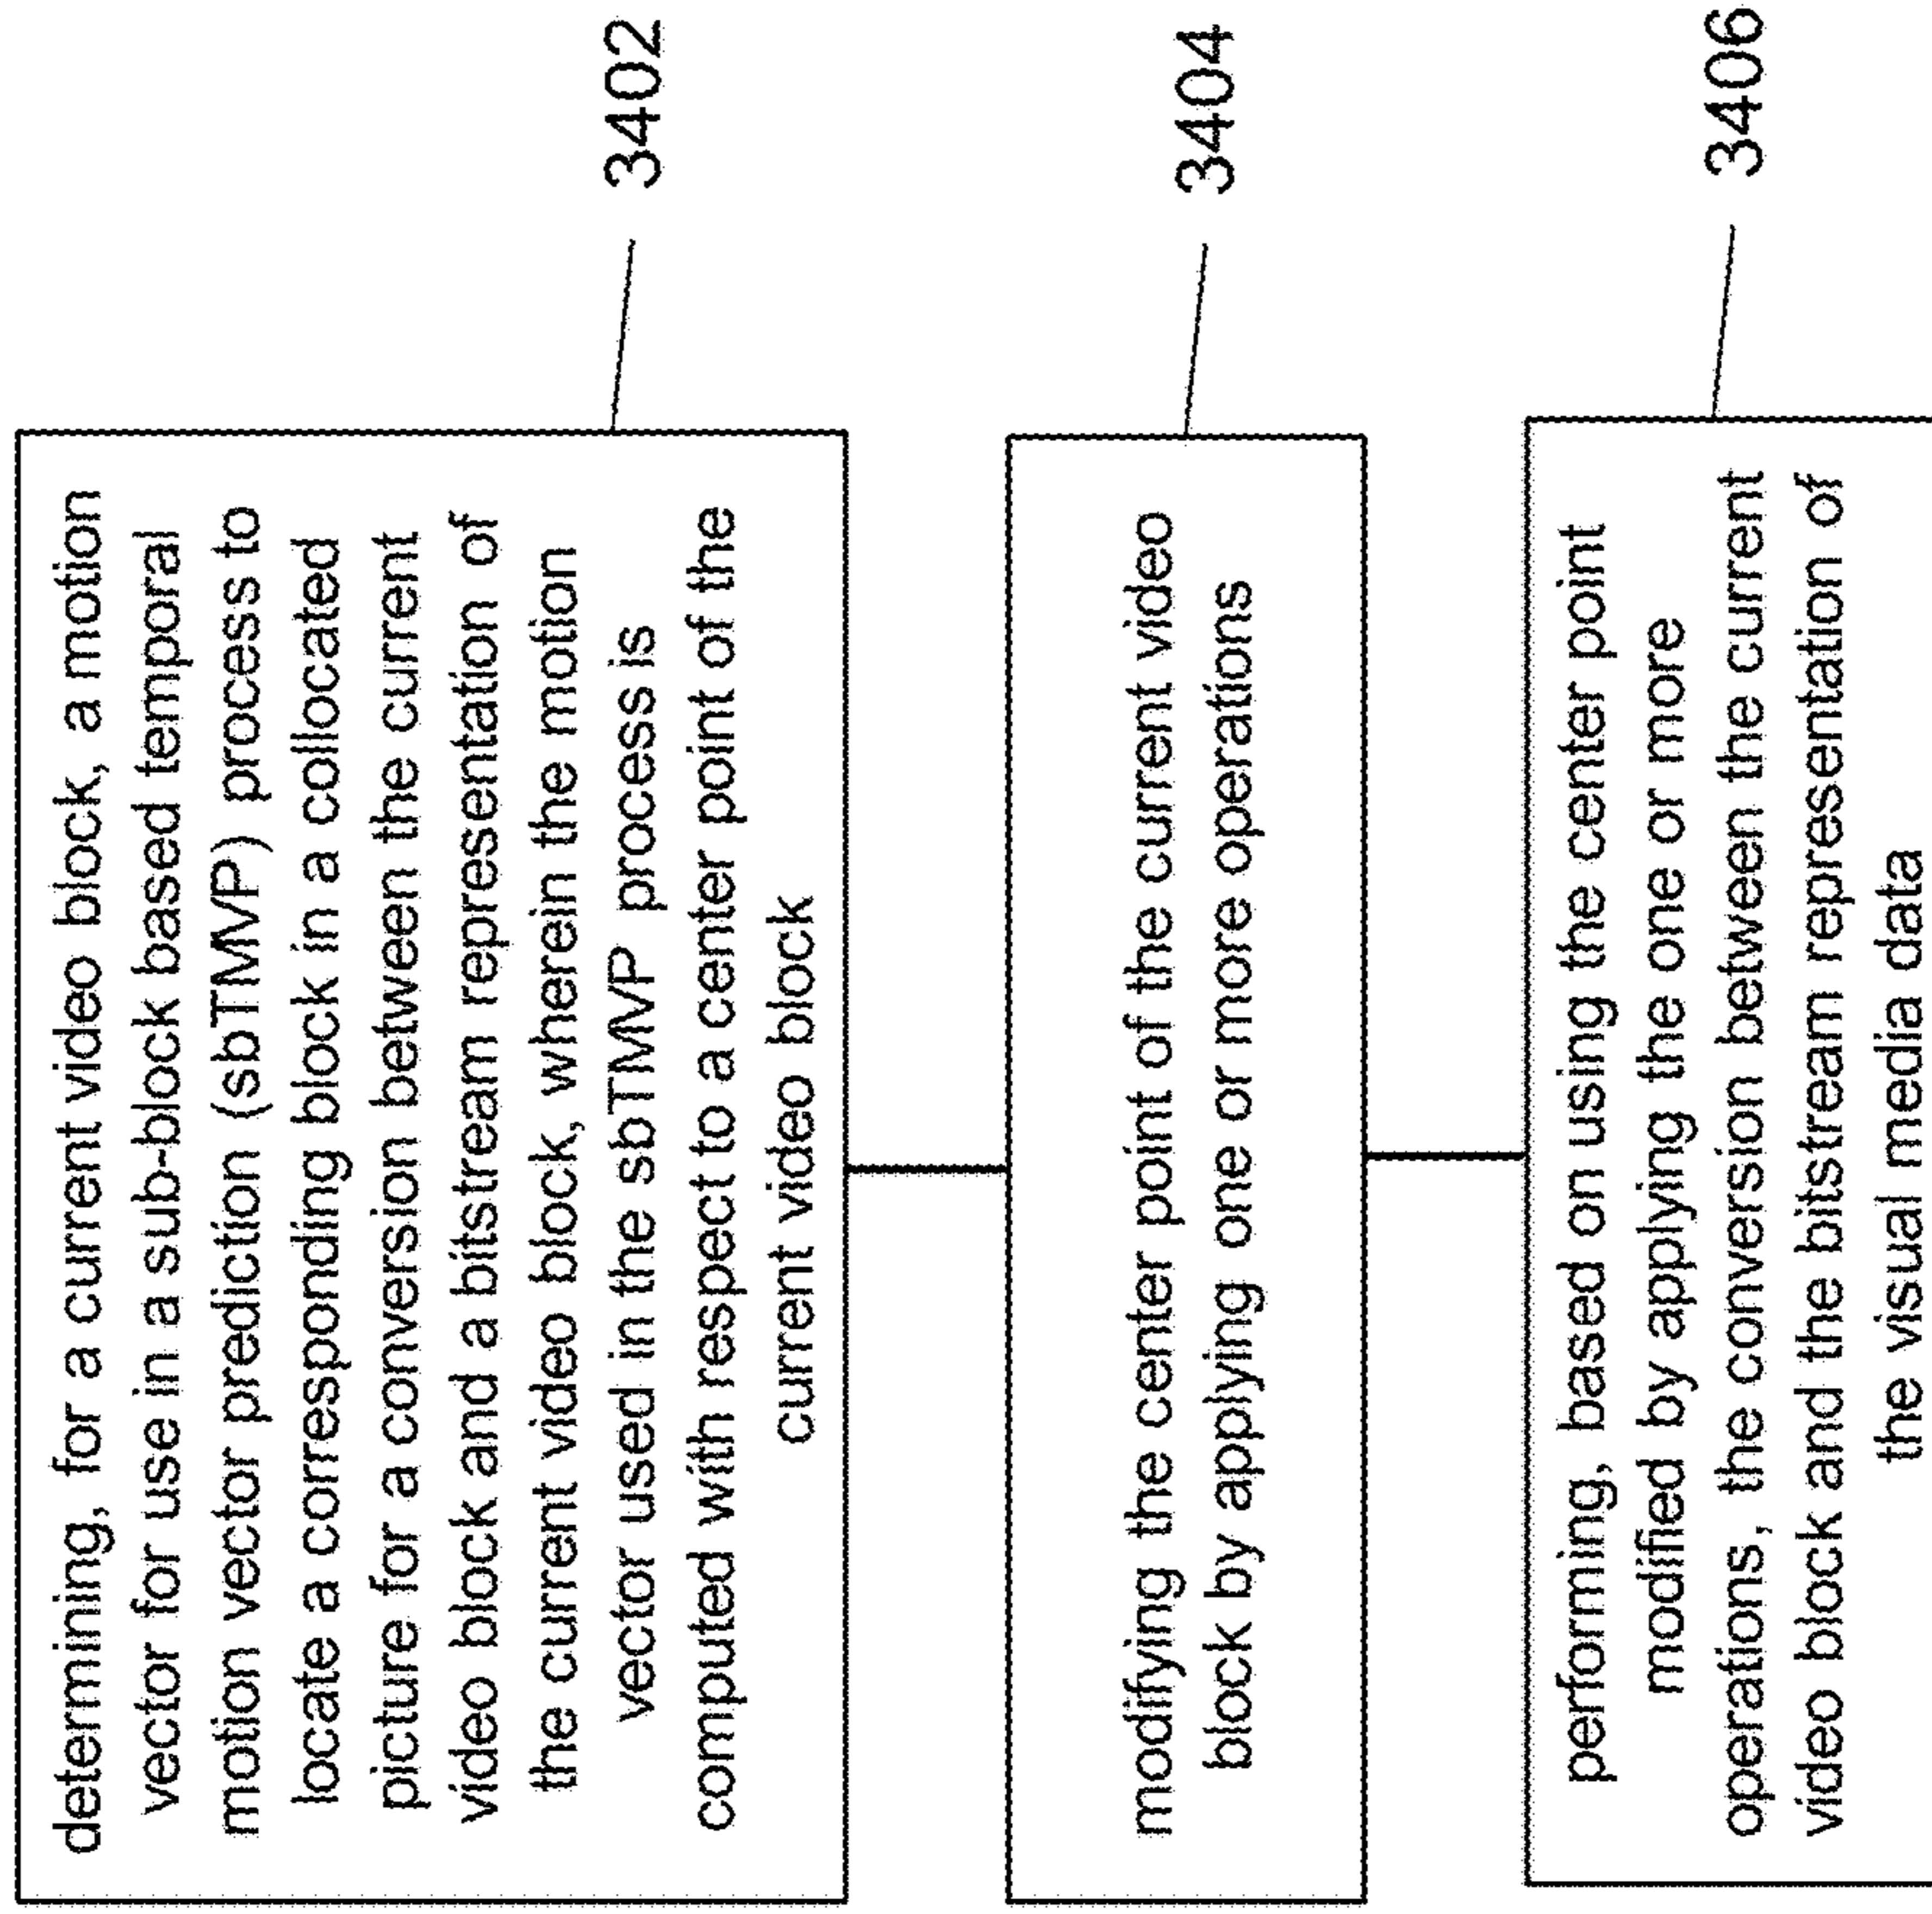 determining, for a current video block, a motion
vector for use in a sub-block based temporal
motion vector prediction (sbTMVP) process to
locate a corresponding block in a collocated
picture for a conversion between the current
video block and a bitstream representation of
the current video block, wherein the motion
vector used in the sbTMVP process is
computed with respect to a center point of the
current video block
3402
modifying the center point of the current video
block by applying one or more operations
3404
performing, based on using the center point
modified by applying the one or more
operations, the conversion between the current
video block and the bitstream representation of
the visual media data
3406